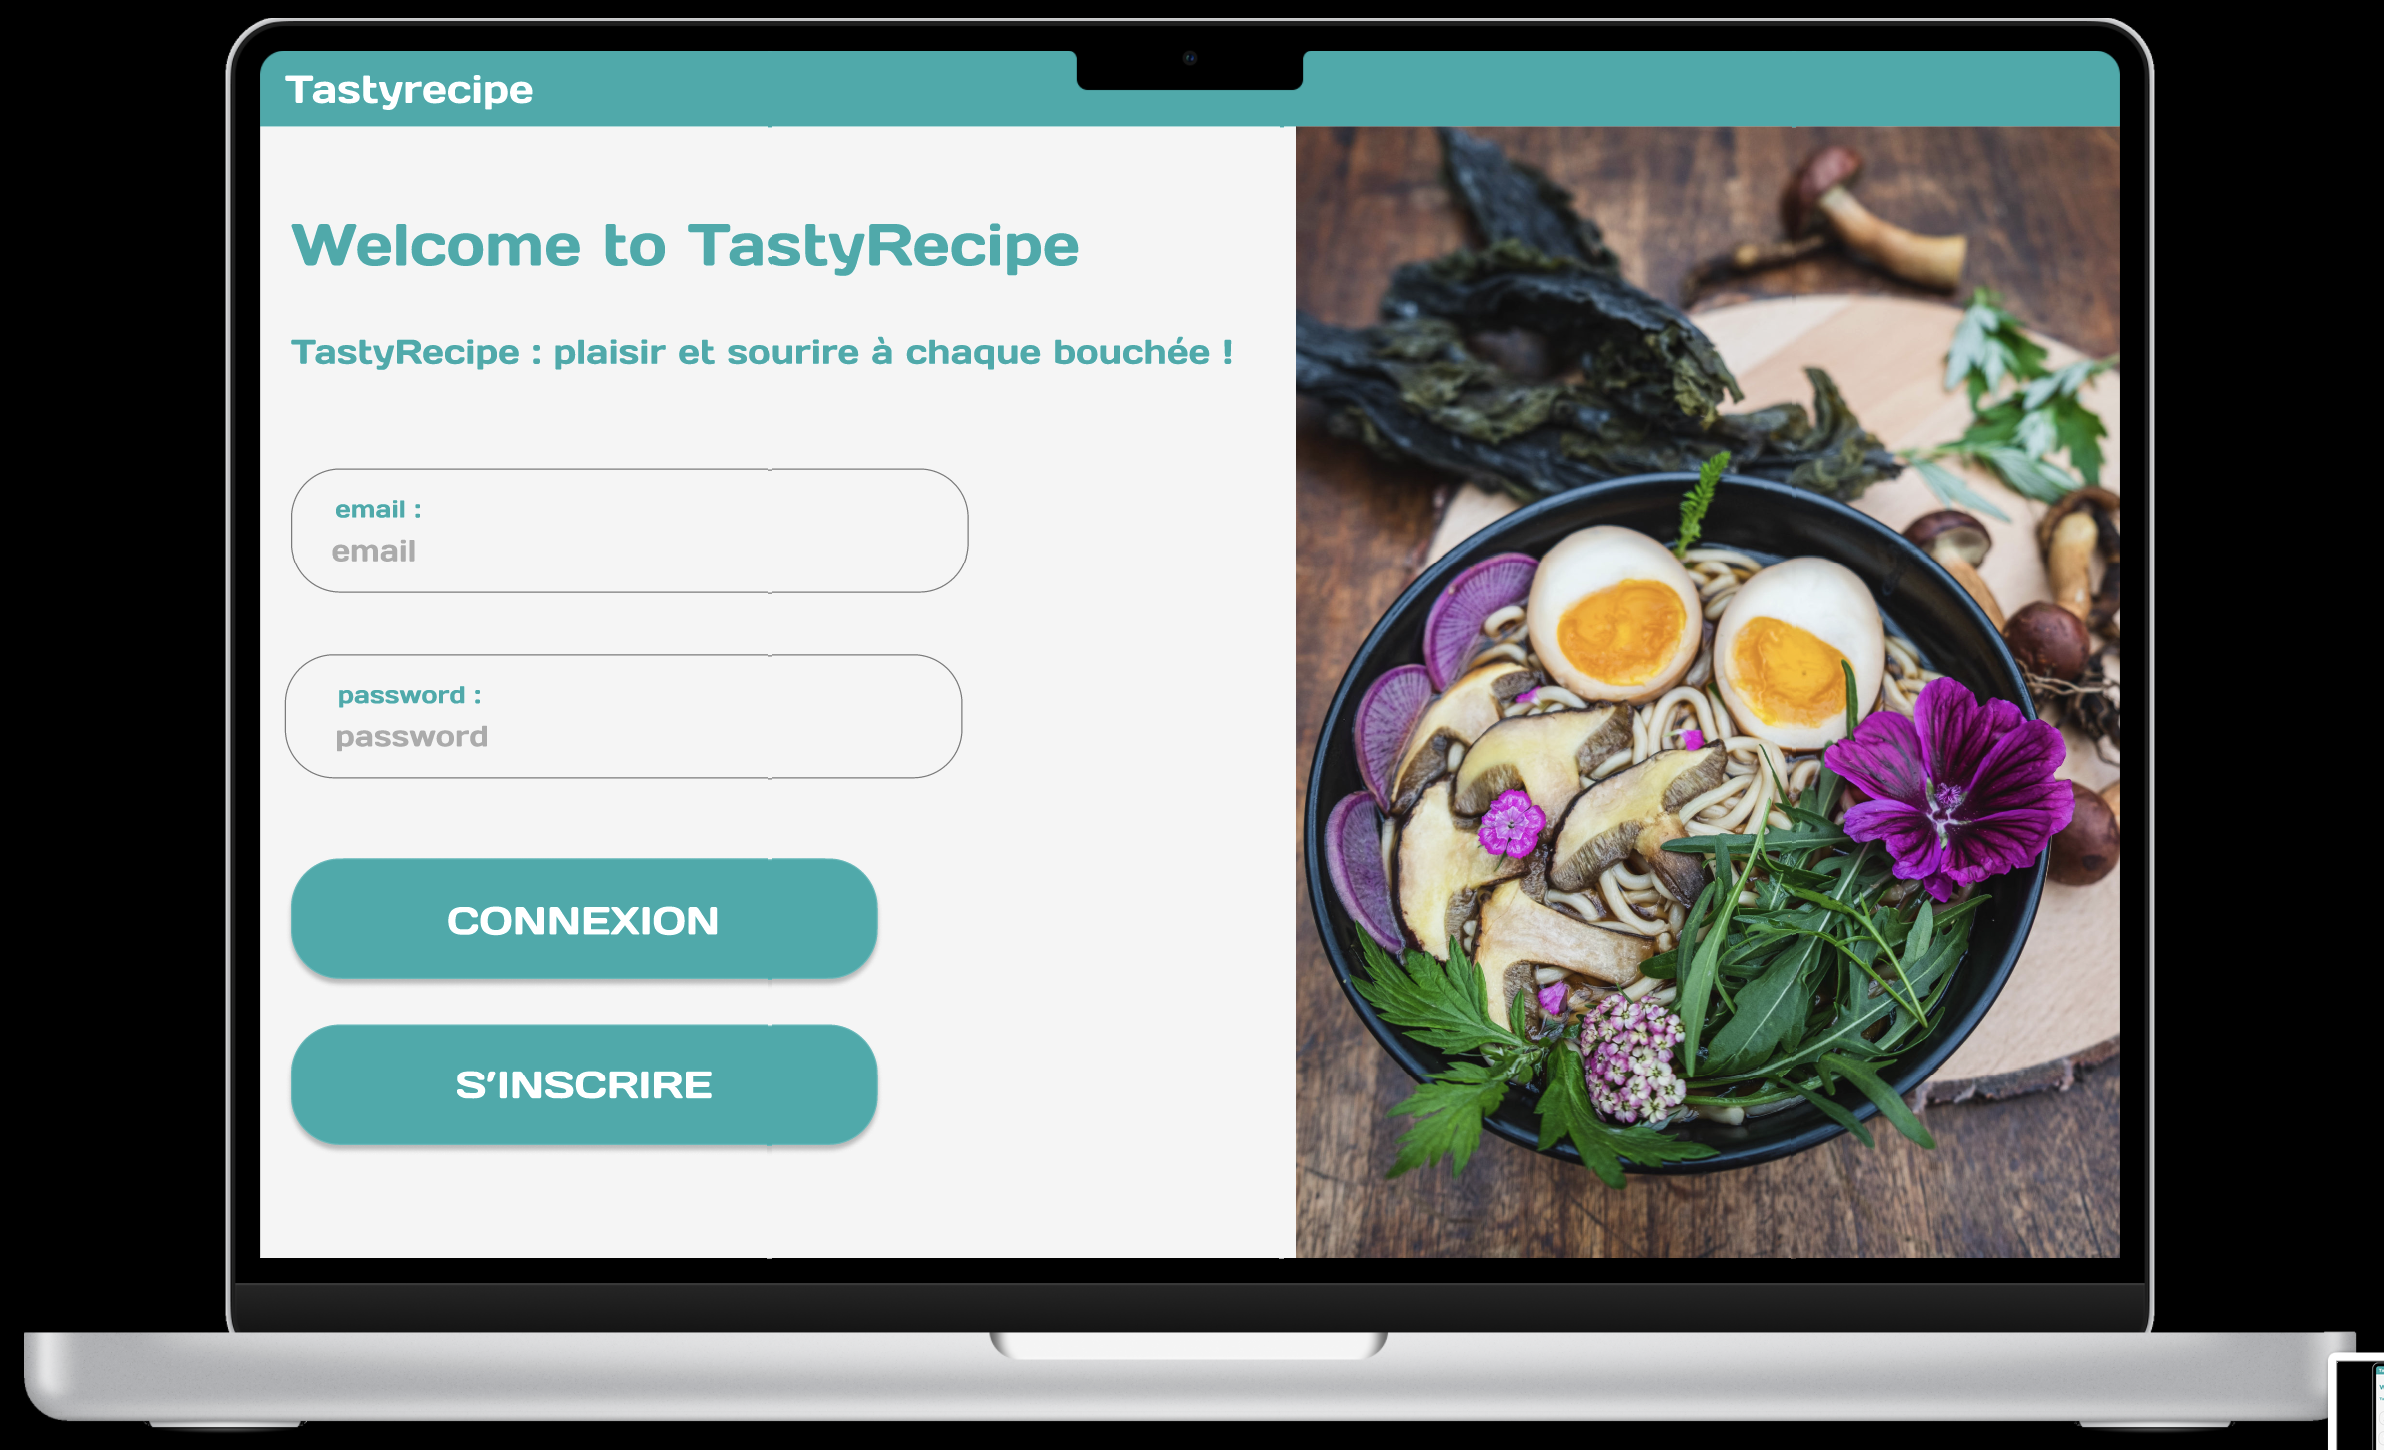 Tastyrecipe
Welcome to TastyRecipe
TastyRecipe : plaisir et sourire à chaque bouchée !
email :
email
password :
password
CONNEXION
S'INSCRIRE